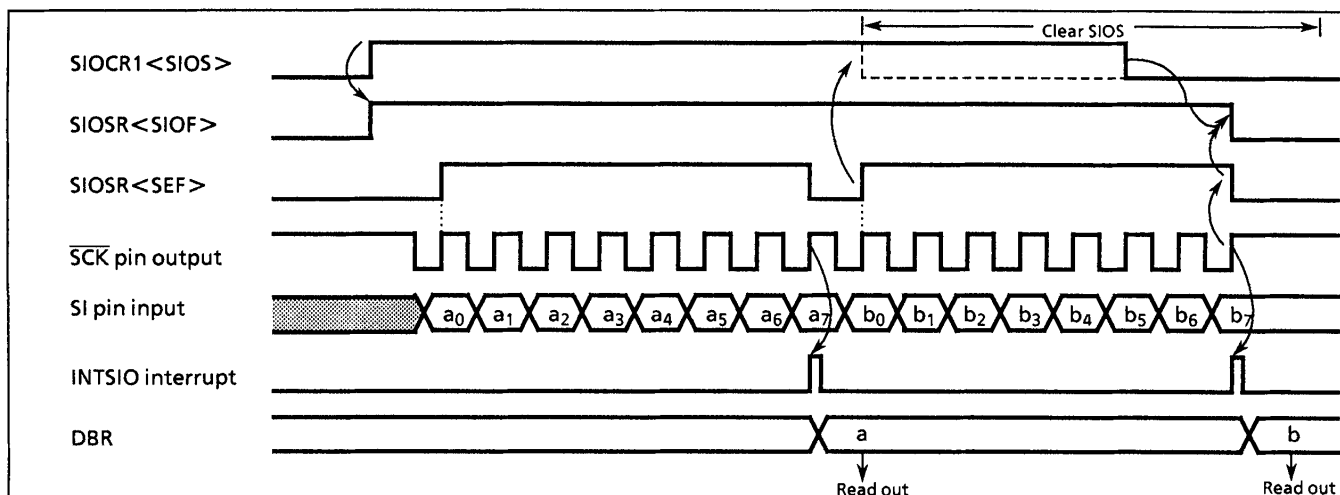 Clear SIOS
SIOCR1<SIOS>
SIOSR<SIOF>
SIOSR<SEF>
SCK pin output
SI pin input a0 a1 a2 a3 a4 a5 a6 a7 b0 b1 b2 b3 b4 b5 b6 b7
INTSIO interrupt
DBR a b
Read out Read out